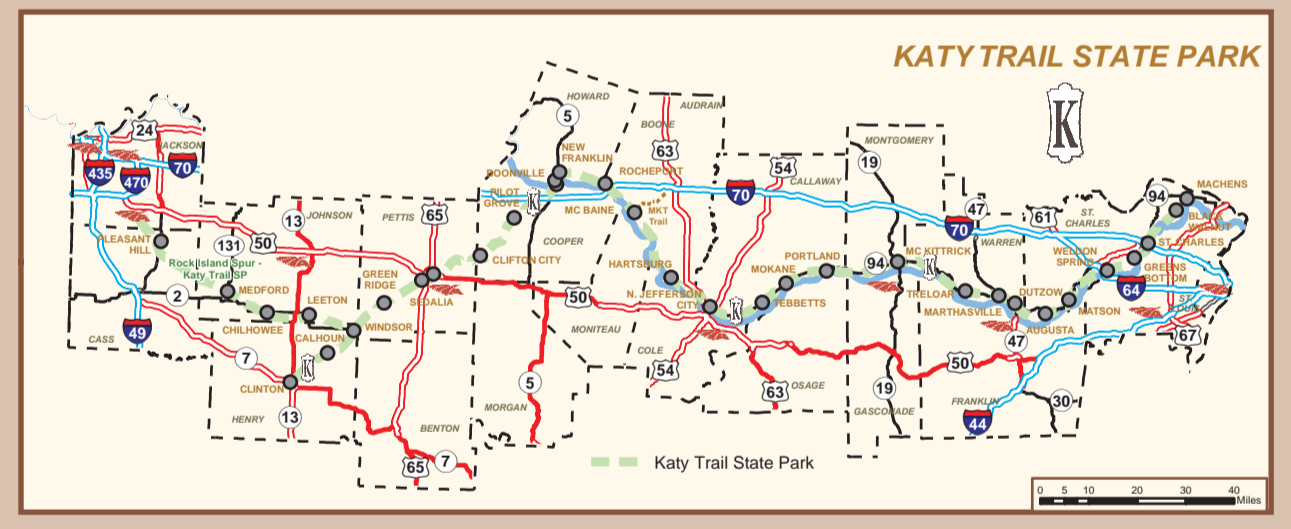 KATY TRAIL STATE PARK
K
HOWARD
AUDRAIN
BOONE
5
24
JACKSON
435
470
70
NEW
FRANKLIN
BOONVILLE
ROCHEPORT
PILOT
GROVE
K
MC BAINE
MKT
Trail
63
54
CALLAWAY
70
MONTGOMERY
19
47
70
WARREN
61
ST.
CHARLES
94
MACHENS
BLACK
WALNUT
ST. CHARLES
WELDON
SPRING
GREENS
BOTTOM
64
ST.
LOUIS
67
13
JOHNSON
PETTIS
65
131
50
PLEASANT
HILL
Rock Island Spur -
Katy Trail SP
2
MEDFORD
CHILHOWEE
LEETON
GREEN
RIDGE
SEDALIA
WINDSOR
CALHOUN
K
CLINTON
CASS
49
7
HENRY
13
BENTON
65
7
CLIFTON CITY
COOPER
50
MONITEAU
MORGAN
5
HARTSBURG
N. JEFFERSON
CITY
K
COLE
54
MOKANE
TEBBETTS
PORTLAND
63
OSAGE
94
MC KITTRICK
K
TRELOAR
MARTHASVILLE
DUTZOW
AUGUSTA
MATSON
47
50
19
GASCONADE
FRANKLIN
44
30
Katy Trail State Park
0 5 10 20 30 40
Miles